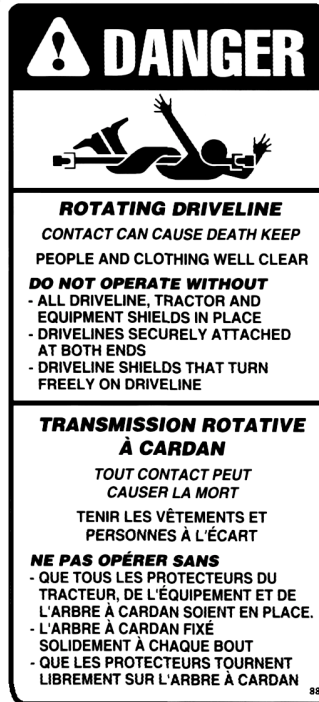 DANGER
ROTATING DRIVELINE
CONTACT CAN CAUSE DEATH KEEP
PEOPLE AND CLOTHING WELL CLEAR
DO NOT OPERATE WITHOUT
- ALL DRIVELINE, TRACTOR AND
EQUIPMENT SHIELDS IN PLACE
- DRIVELINES SECURELY ATTACHED
AT BOTH ENDS
- DRIVELINE SHIELDS THAT TURN
FREELY ON DRIVELINE
TRANSMISSION ROTATIVE
À CARDAN
TOUT CONTACT PEUT
CAUSER LA MORT
TENIR LES VÊTEMENTS ET
PERSONNES À L'ÉCART
NE PAS OPÉRER SANS
- QUE TOUS LES PROTECTEURS DU
TRACTEUR, DE L'ÉQUIPEMENT ET DE
L'ARBRE À CARDAN SOIENT EN PLACE.
- L'ARBRE À CARDAN FIXÉ
SOLIDEMENT À CHAQUE BOUT
- QUE LES PROTECTEURS TOURNENT
LIBREMENT SUR L'ARBRE À CARDAN